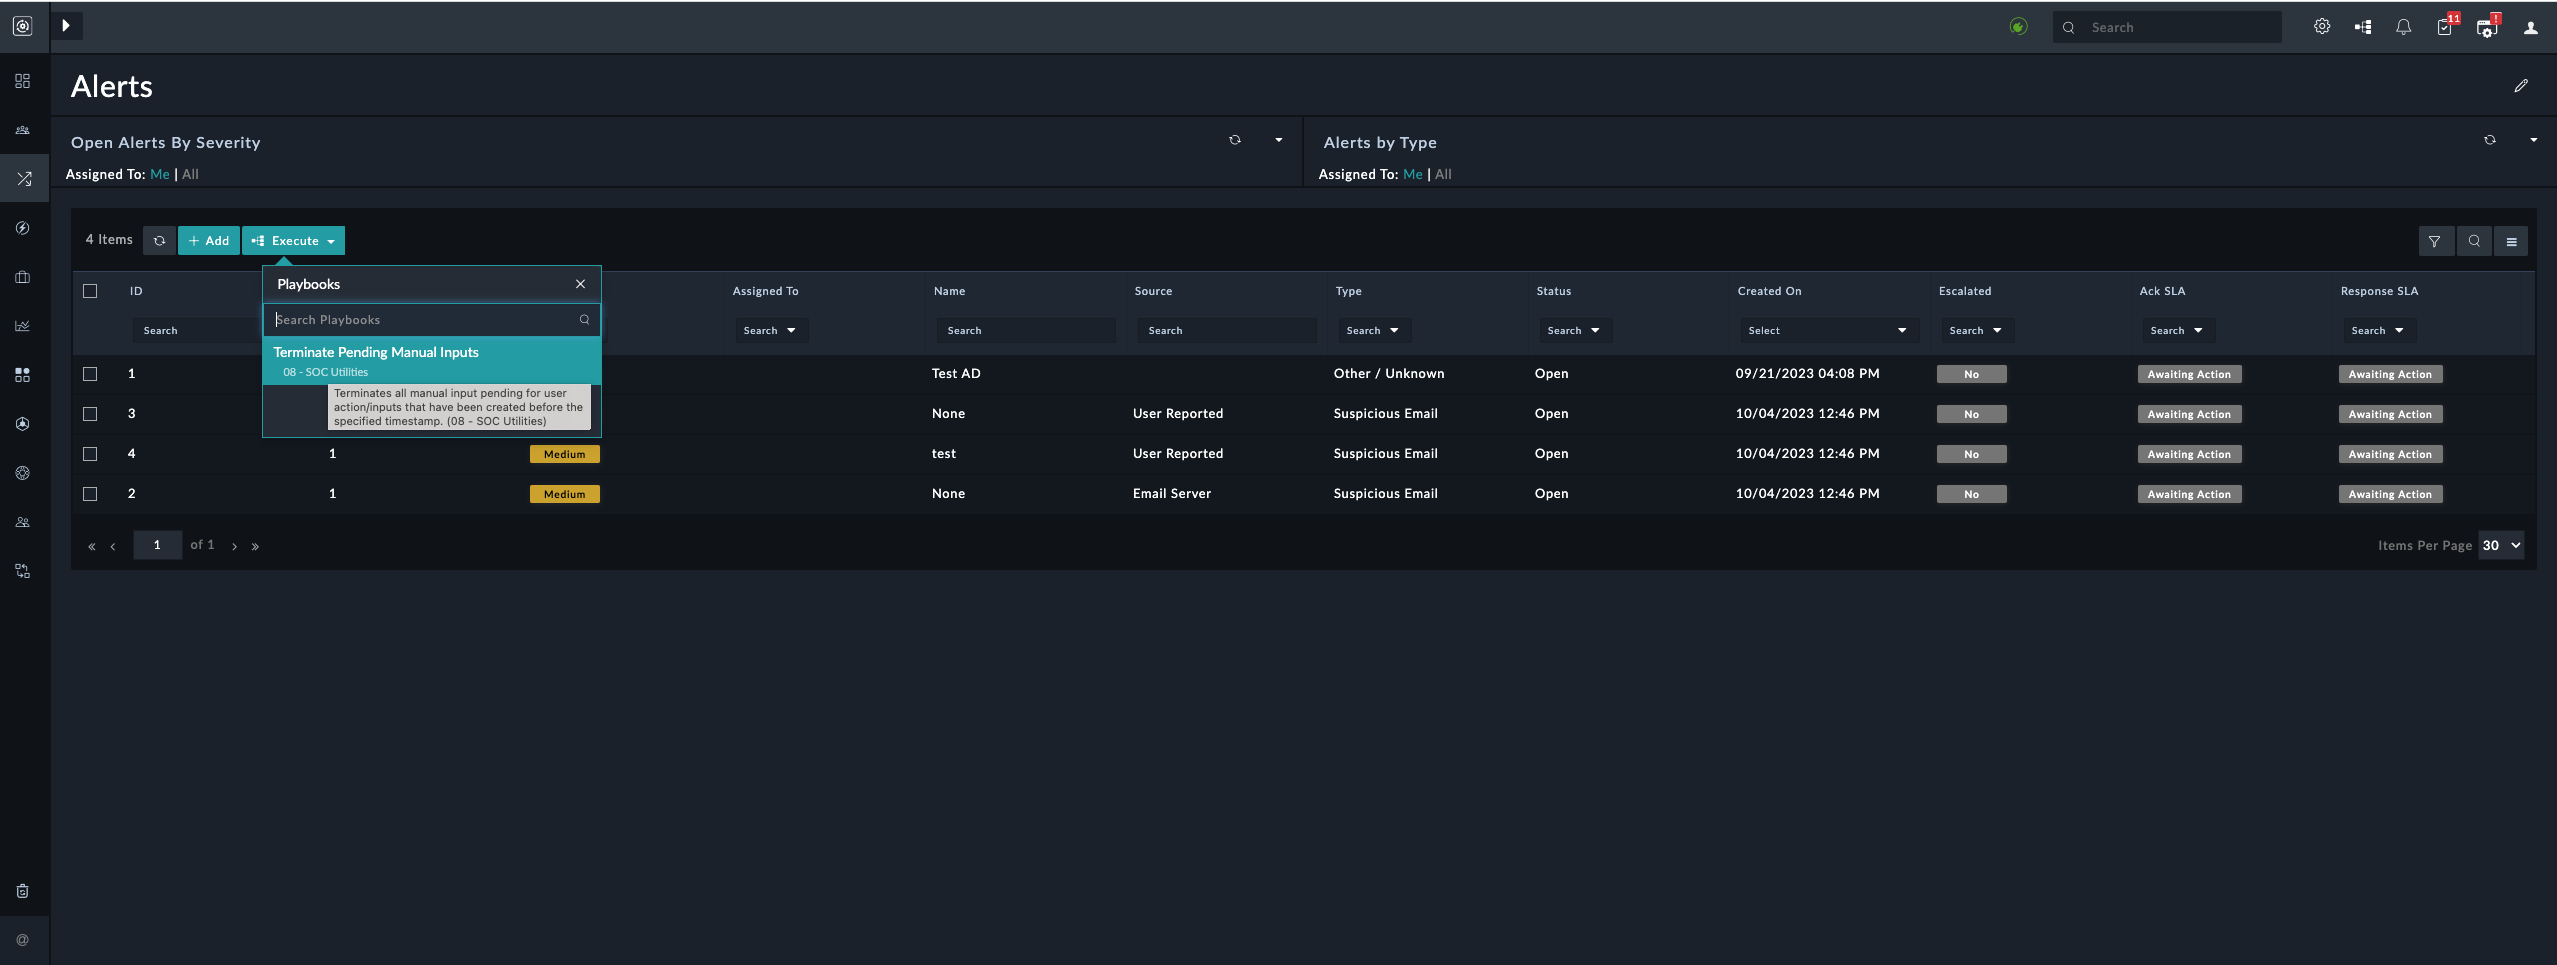 Search
11
!
Alerts
Open Alerts By Severity
Assigned To: Me | All
Alerts by Type
Assigned To: Me | All
4 Items
+ Add
Execute
Playbooks
Search Playbooks
Terminate Pending Manual Inputs
08 - SOC Utilities
Terminates all manual input pending for user
action/inputs that have been created before the
specified timestamp. (08 - SOC Utilities)
ID Assigned To Name Source Type Status Created On Escalated Ack SLA Response SLA
Search Search Search Search Search Search Select Search Search Search
1 Test AD Other / Unknown Open 09/21/2023 04:08 PM No Awaiting Action Awaiting Action
3 None User Reported Suspicious Email Open 10/04/2023 12:46 PM No Awaiting Action Awaiting Action
4 1 Medium test User Reported Suspicious Email Open 10/04/2023 12:46 PM No Awaiting Action Awaiting Action
2 1 Medium None Email Server Suspicious Email Open 10/04/2023 12:46 PM No Awaiting Action Awaiting Action
« ‹ 1 of 1 › »
Items Per Page 30
@